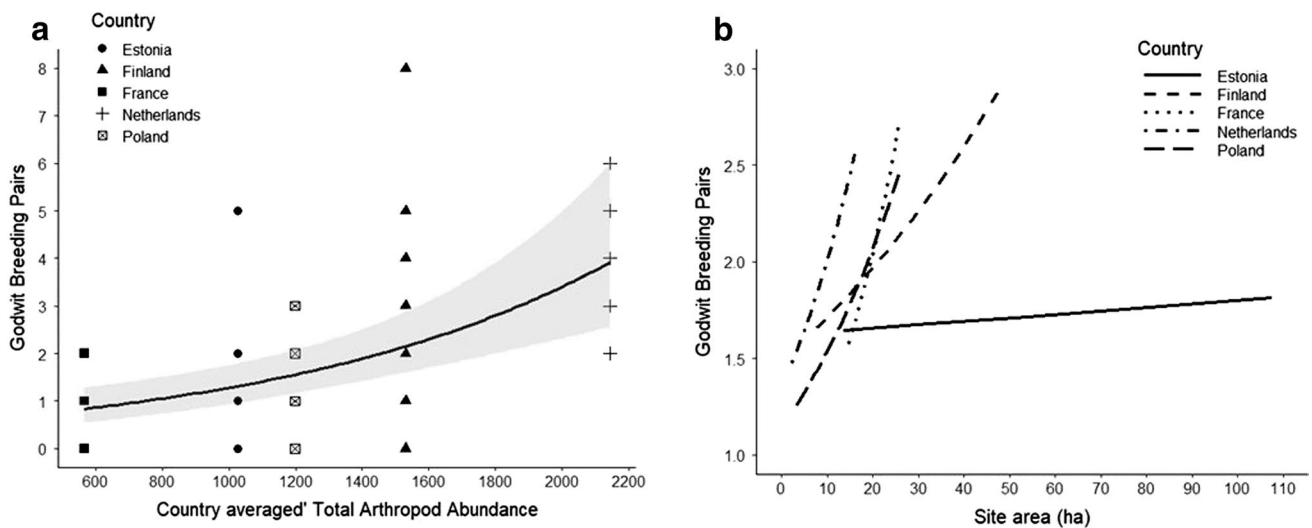 a
Country
Estonia
Finland
France
Netherlands
Poland
Godwit Breeding Pairs
8
7
6
5
4
3
2
1
0
600 800 1000 1200 1400 1600 1800 2000 2200
Country averaged' Total Arthropod Abundance
b
Country
Estonia
Finland
France
Netherlands
Poland
Godwit Breeding Pairs
3.0
2.5
2.0
1.5
1.0
0 10 20 30 40 50 60 70 80 90 100 110
Site area (ha)